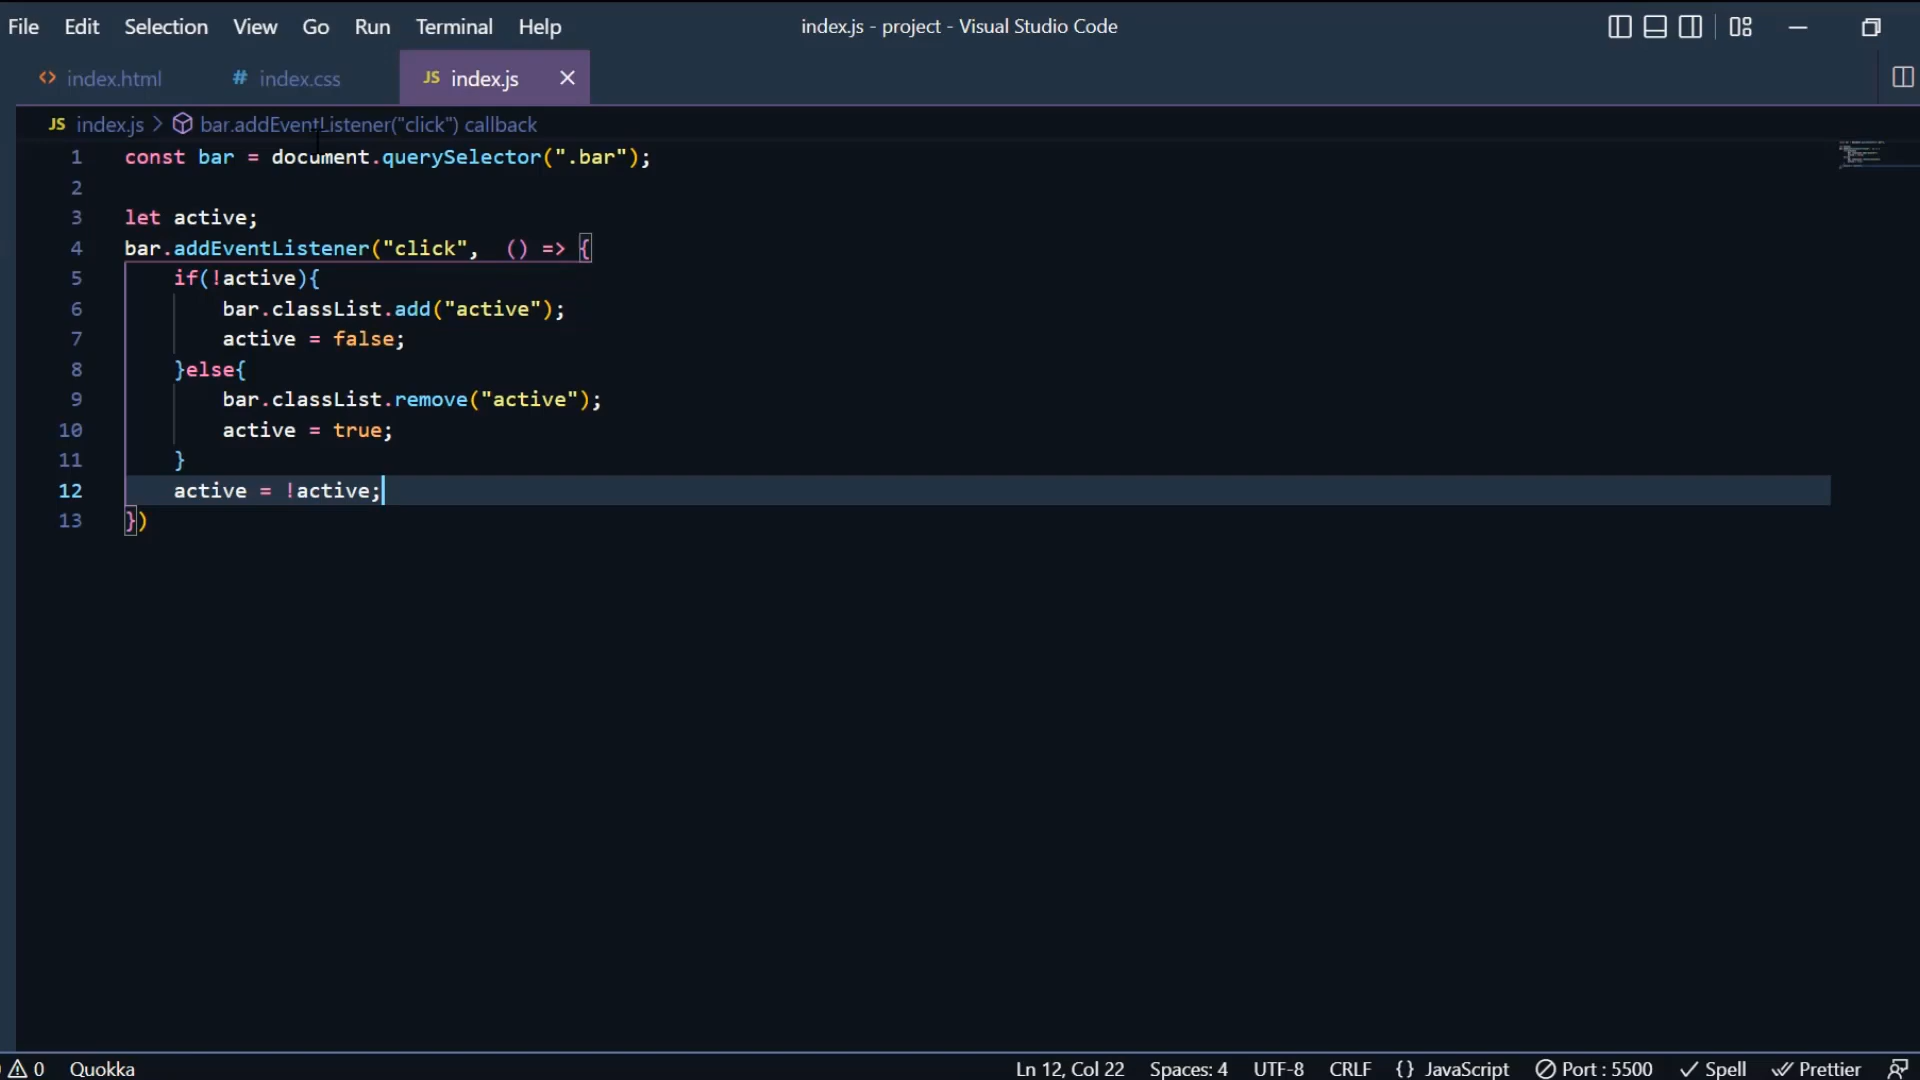 File Edit Selection View Go Run Terminal Help index.js - project - Visual Studio Code
<> index.html # index.css JS index.js
JS index.js > bar.addEventListener("click") callback
1 const bar = document.querySelector(".bar");
2
3 let active;
4 bar.addEventListener("click",  () => {
5 if(!active){
6 bar.classList.add("active");
7 active = false;
8 }else{
9 bar.classList.remove("active");
10 active = true;
11 }
12 active = !active;
13 })
0 Quokka Ln 12, Col 22 Spaces: 4 UTF-8 CRLF {} JavaScript Port : 5500 Spell Prettier